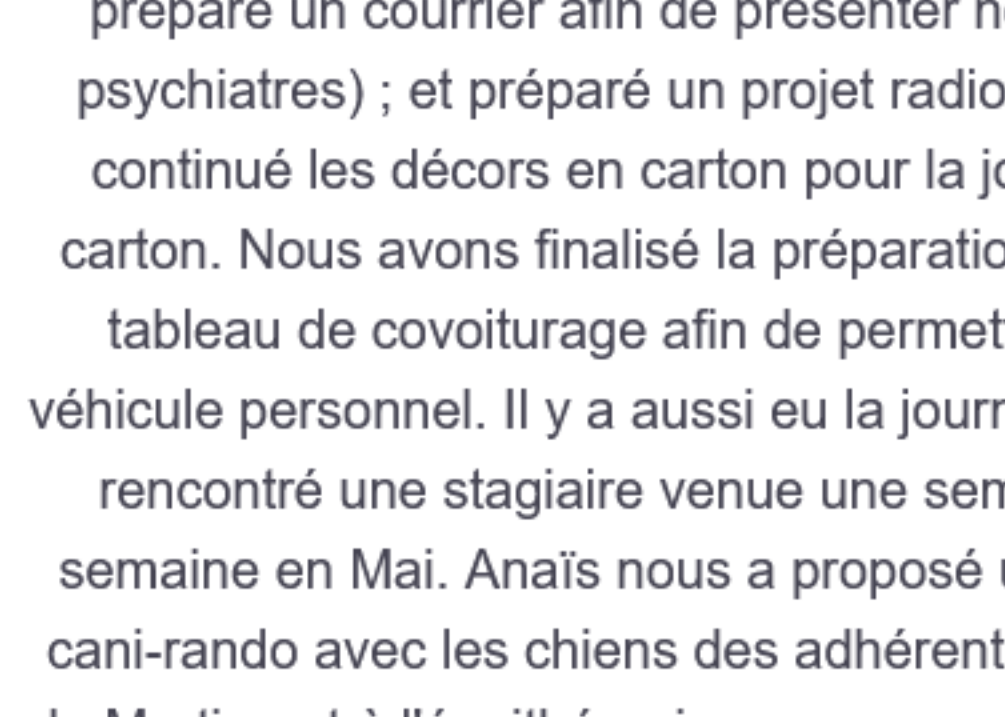 préparé un courrier afin de présenter
psychiatres) ; et préparé un projet radio
continué les décors en carton pour la
carton. Nous avons finalisé la préparatio
tableau de covoiturage afin de permet
véhicule personnel. Il y a aussi eu la journ
rencontré une stagiaire venue une sem
semaine en Mai. Anaïs nous a proposé
cani-rando avec les chiens des adhérent